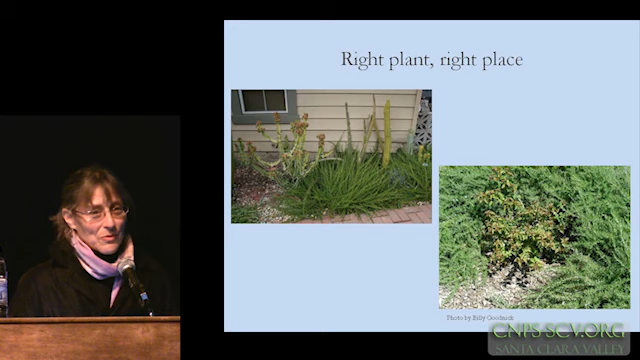 Right plant, right place
Photo by Billy Goodnick
CNPS-SCV.ORG
SANTA CLARA VALLEY